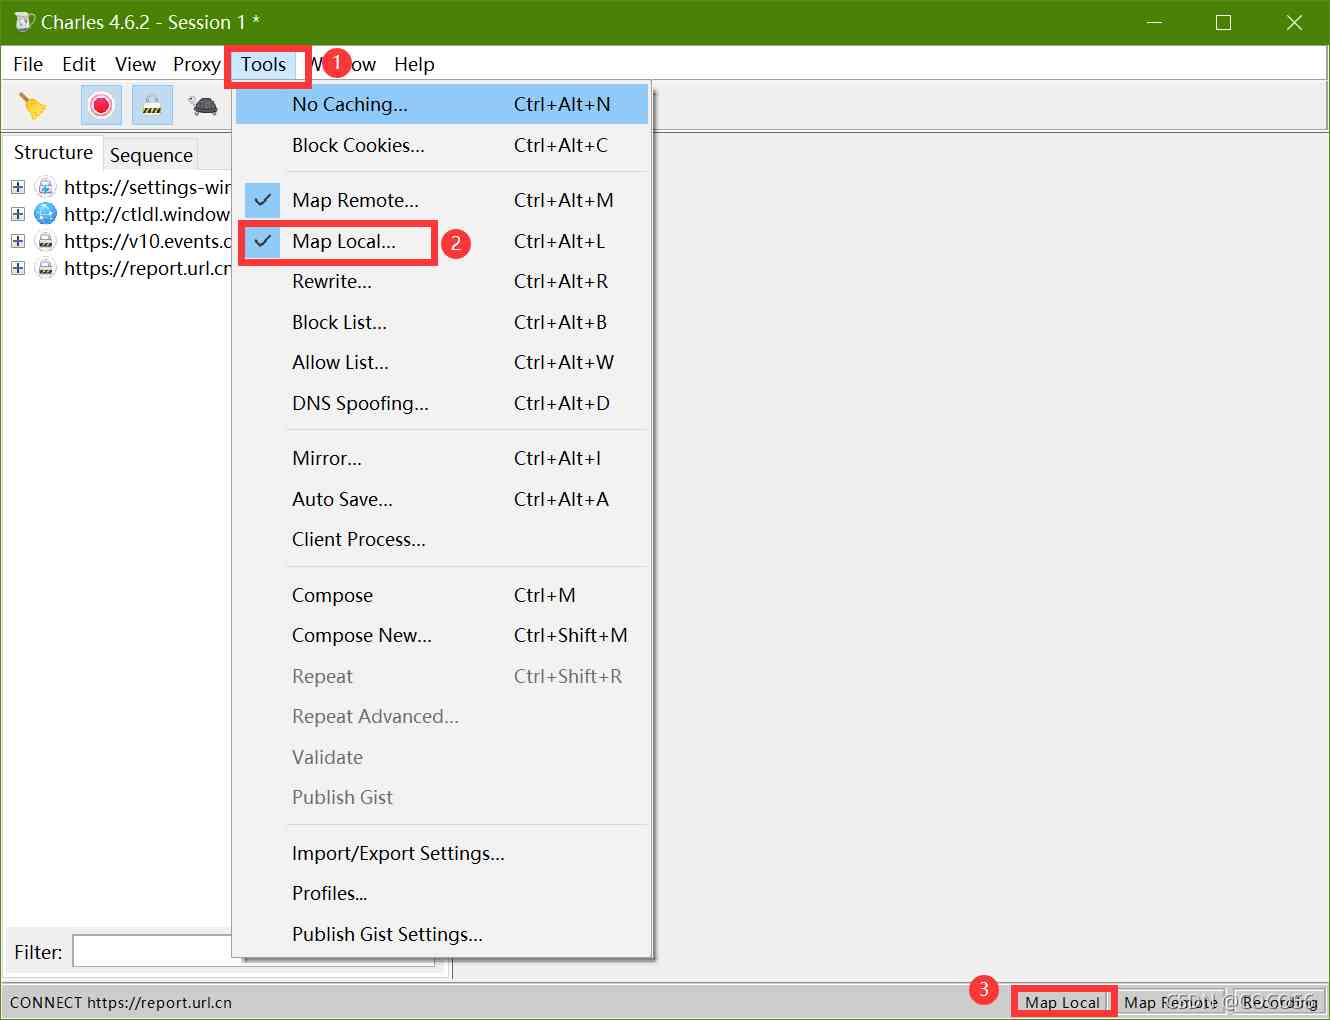 Charles 4.6.2 - Session 1 *
File Edit View Proxy Tools Window Help
1
Structure Sequence
https://settings-win
http://ctldl.window
https://v10.events.d
https://report.url.cn
No Caching... Ctrl+Alt+N
Block Cookies... Ctrl+Alt+C
Map Remote... Ctrl+Alt+M
Map Local... Ctrl+Alt+L
2
Rewrite... Ctrl+Alt+R
Block List... Ctrl+Alt+B
Allow List... Ctrl+Alt+W
DNS Spoofing... Ctrl+Alt+D
Mirror... Ctrl+Alt+I
Auto Save... Ctrl+Alt+A
Client Process...
Compose Ctrl+M
Compose New... Ctrl+Shift+M
Repeat Ctrl+Shift+R
Repeat Advanced...
Validate
Publish Gist
Import/Export Settings...
Profiles...
Publish Gist Settings...
Filter:
3
CONNECT https://report.url.cn Map Local Map Remote Recording